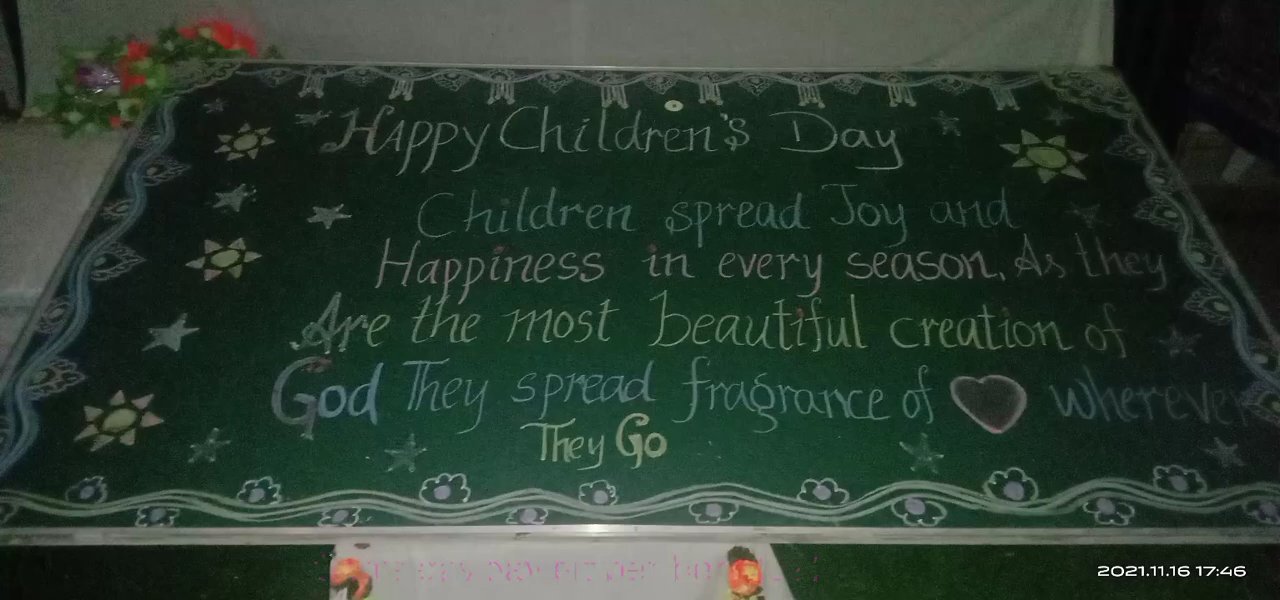 Happy Children's Day
Children spread Joy and
Happiness in every season. As they
Are the most beautiful creation of
God They spread fragrance of wherever
They Go
2021.11.16 17:46